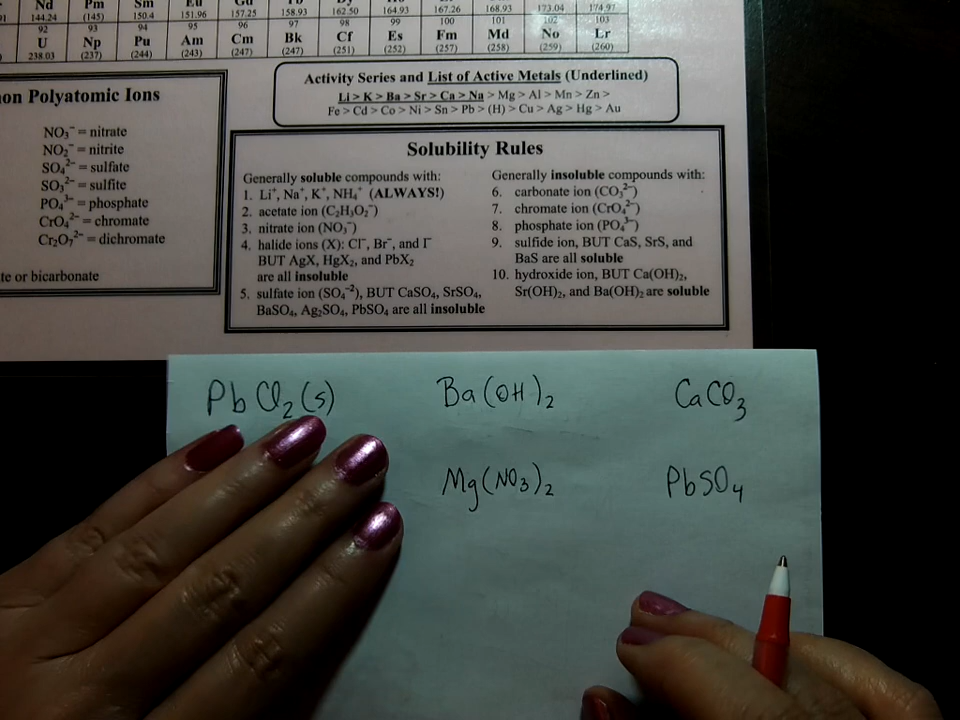 Nd Pm Sm Eu Gd Tb Dy Ho Er Tm Yb Lu
144.24 (145) 150.4 151.96 157.25 158.93 162.50 164.93 167.26 168.93 173.04 174.97
92 93 94 95 96 97 98 99 100 101 102 103
U Np Pu Am Cm Bk Cf Es Fm Md No Lr
238.03 (237) (244) (243) (247) (247) (251) (252) (257) (258) (259) (260)
Activity Series and List of Active Metals (Underlined)
Li > K > Ba > Sr > Ca > Na > Mg > Al > Mn > Zn >
Fe > Cd > Co > Ni > Sn > Pb > (H) > Cu > Ag > Hg > Au
on Polyatomic Ions
NO₃⁻ = nitrate
NO₂⁻ = nitrite
SO₄²⁻ = sulfate
SO₃²⁻ = sulfite
PO₄³⁻ = phosphate
CrO₄²⁻ = chromate
Cr₂O₇²⁻ = dichromate
te or bicarbonate
Solubility Rules
Generally soluble compounds with:
1. Li⁺, Na⁺, K⁺, NH₄⁺ (ALWAYS!)
2. acetate ion (C₂H₃O₂⁻)
3. nitrate ion (NO₃⁻)
4. halide ions (X): Cl⁻, Br⁻, and I⁻
BUT AgX, HgX₂, and PbX₂
are all insoluble
5. sulfate ion (SO₄⁻²), BUT CaSO₄, SrSO₄,
BaSO₄, Ag₂SO₄, PbSO₄ are all insoluble
Generally insoluble compounds with:
6. carbonate ion (CO₃²⁻)
7. chromate ion (CrO₄²⁻)
8. phosphate ion (PO₄³⁻)
9. sulfide ion, BUT CaS, SrS, and
BaS are all soluble
10. hydroxide ion, BUT Ca(OH)₂,
Sr(OH)₂, and Ba(OH)₂ are soluble
PbCl₂(s) Ba(OH)₂ CaCO₃
Mg(NO₃)₂ PbSO₄